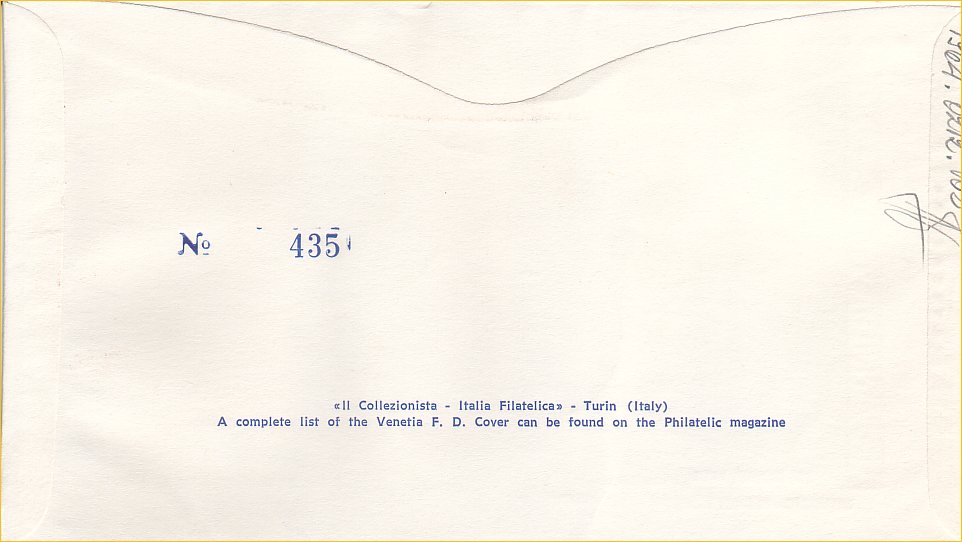 No 435
«Il Collezionista - Italia Filatelica» - Turin (Italy)
A complete list of the Venetia F. D. Cover can be found on the Philatelic magazine